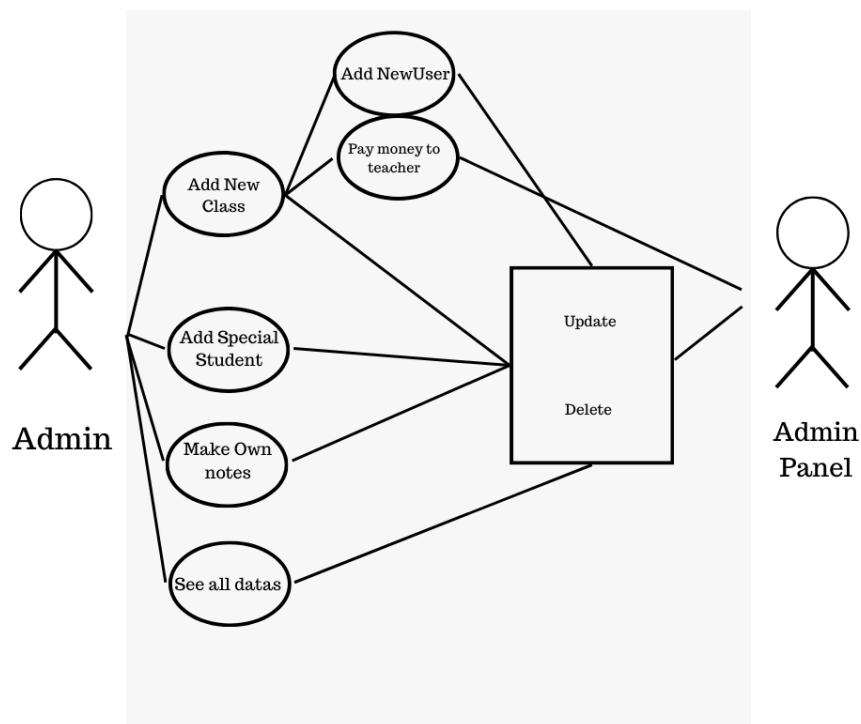 Add NewUser
Pay money to
teacher
Add New
Class
Update
Add Special
Student
Delete
Admin
Admin
Panel
Make Own
notes
See all datas